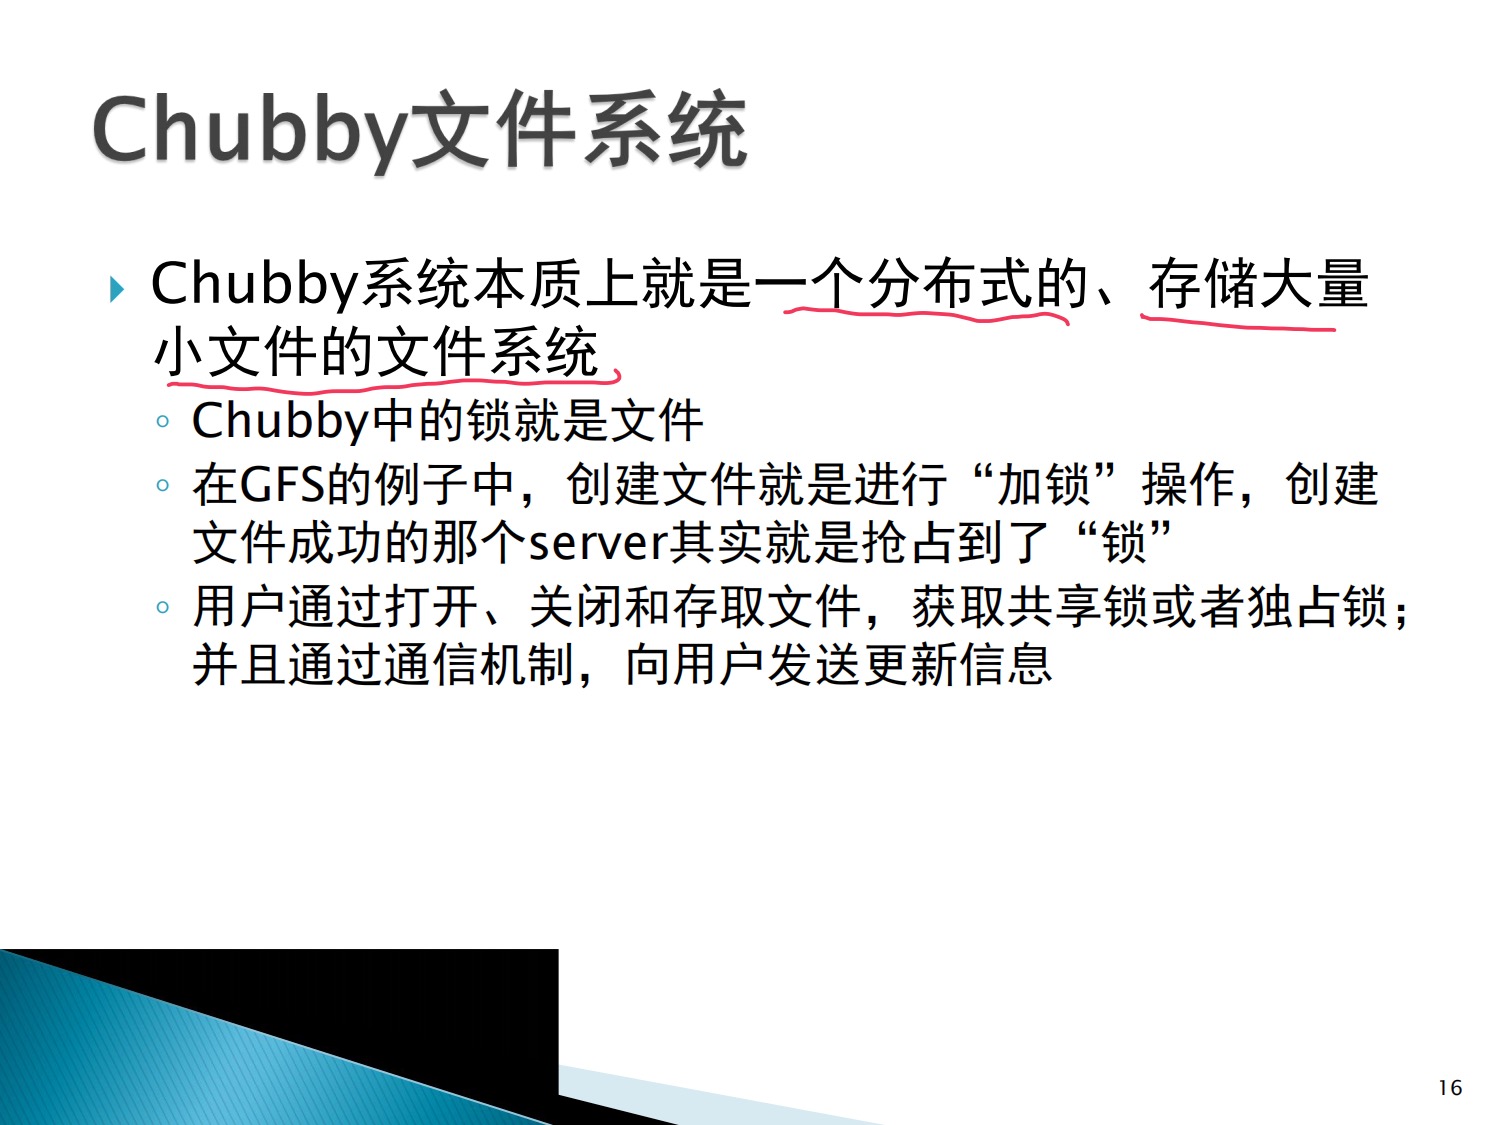 Chubby文件系统
Chubby系统本质上就是一个分布式的、存储大量
小文件的文件系统
Chubby中的锁就是文件
在GFS的例子中，创建文件就是进行“加锁”操作，创建
文件成功的那个server其实就是抢占到了“锁”
用户通过打开、关闭和存取文件，获取共享锁或者独占锁；
并且通过通信机制，向用户发送更新信息
16